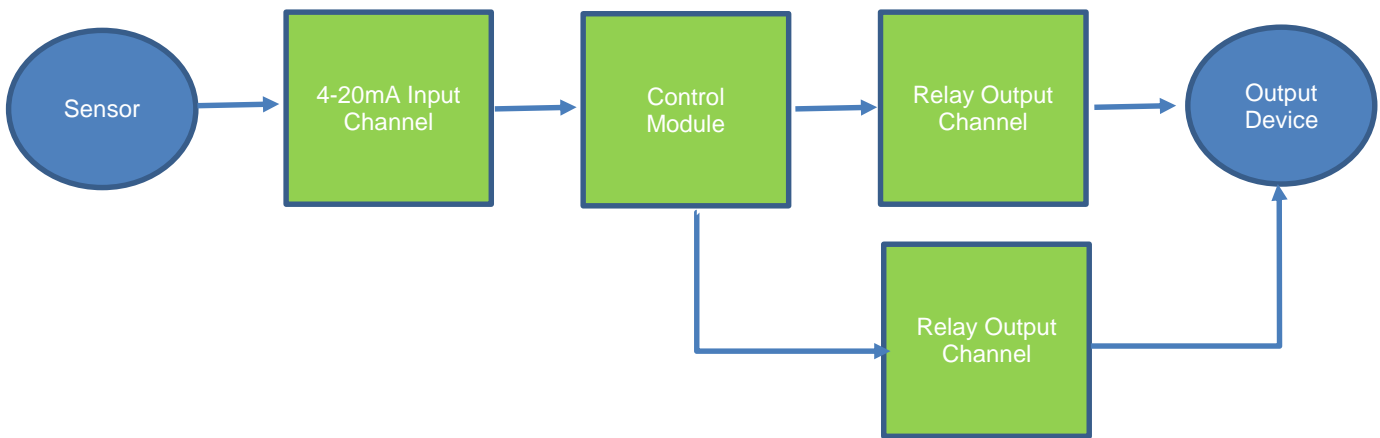 Sensor
4-20mA Input
Channel
Control
Module
Relay Output
Channel
Output
Device
Relay Output
Channel